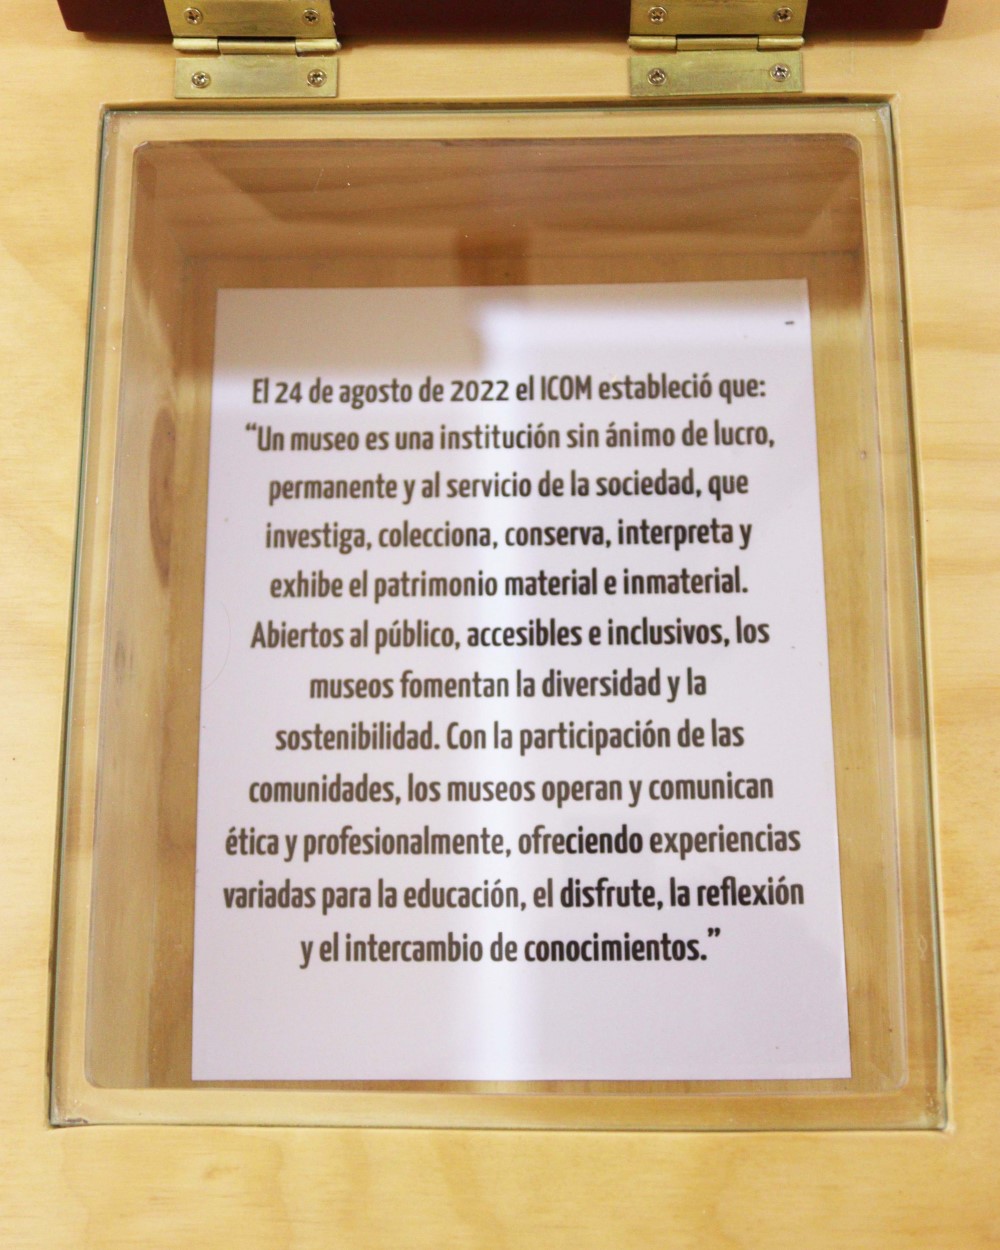 El 24 de agosto de 2022 el ICOM estableció que:
“Un museo es una institución sin ánimo de lucro,
permanente y al servicio de la sociedad, que
investiga, colecciona, conserva, interpreta y
exhibe el patrimonio material e inmaterial.
Abiertos al público, accesibles e inclusivos, los
museos fomentan la diversidad y la
sostenibilidad. Con la participación de las
comunidades, los museos operan y comunican
ética y profesionalmente, ofreciendo experiencias
variadas para la educación, el disfrute, la reflexión
y el intercambio de conocimientos.”